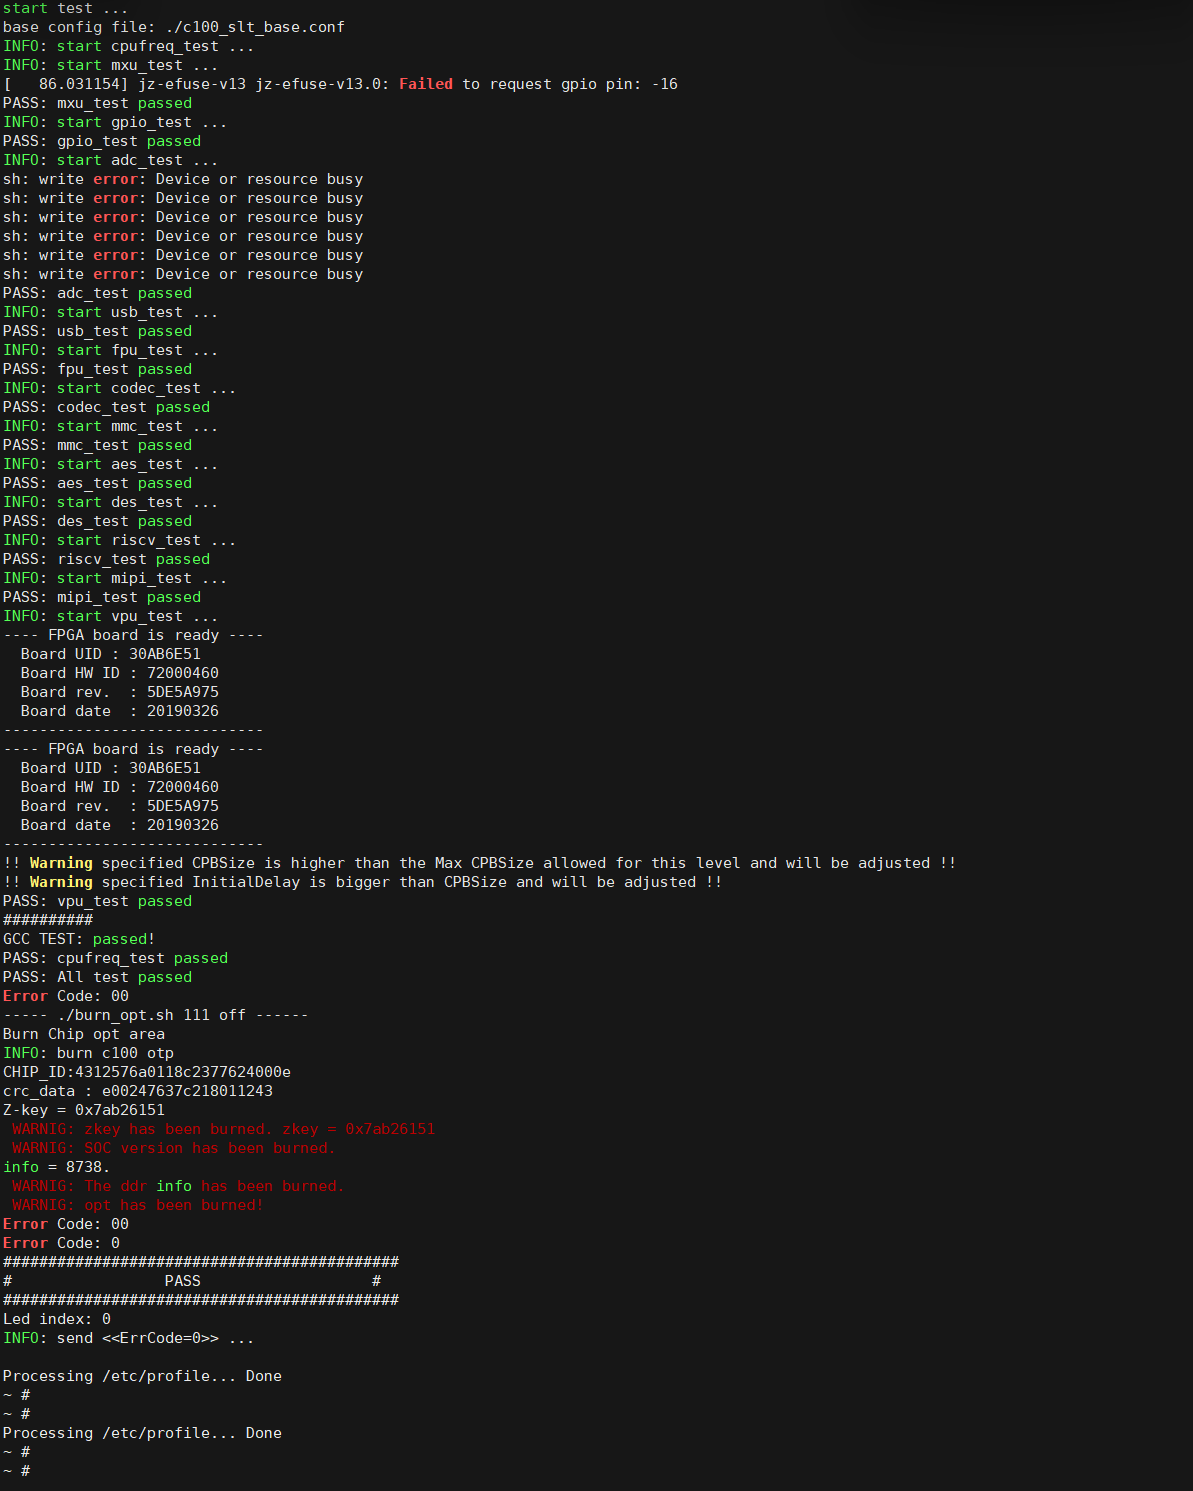 start test ...
base config file: ./c100_slt_base.conf
INFO: start cpufreq_test ...
INFO: start mxu_test ...
[   86.031154] jz-efuse-v13 jz-efuse-v13.0: Failed to request gpio pin: -16
PASS: mxu_test passed
INFO: start gpio_test ...
PASS: gpio_test passed
INFO: start adc_test ...
sh: write error: Device or resource busy
sh: write error: Device or resource busy
sh: write error: Device or resource busy
sh: write error: Device or resource busy
sh: write error: Device or resource busy
sh: write error: Device or resource busy
PASS: adc_test passed
INFO: start usb_test ...
PASS: usb_test passed
INFO: start fpu_test ...
PASS: fpu_test passed
INFO: start codec_test ...
PASS: codec_test passed
INFO: start mmc_test ...
PASS: mmc_test passed
INFO: start aes_test ...
PASS: aes_test passed
INFO: start des_test ...
PASS: des_test passed
INFO: start riscv_test ...
PASS: riscv_test passed
INFO: start mipi_test ...
PASS: mipi_test passed
INFO: start vpu_test ...
---- FPGA board is ready ----
  Board UID : 30AB6E51
  Board HW ID : 72000460
  Board rev.  : 5DE5A975
  Board date  : 20190326
-----------------------------
---- FPGA board is ready ----
  Board UID : 30AB6E51
  Board HW ID : 72000460
  Board rev.  : 5DE5A975
  Board date  : 20190326
-----------------------------
!! Warning specified CPBSize is higher than the Max CPBSize allowed for this level and will be adjusted !!
!! Warning specified InitialDelay is bigger than CPBSize and will be adjusted !!
PASS: vpu_test passed
##########
GCC TEST: passed!
PASS: cpufreq_test passed
PASS: All test passed
Error Code: 00
----- ./burn_opt.sh 111 off ------
Burn Chip opt area
INFO: burn c100 otp
CHIP_ID:4312576a0118c2377624000e
crc_data : e00247637c218011243
Z-key = 0x7ab26151
 WARNIG: zkey has been burned. zkey = 0x7ab26151
 WARNIG: SOC version has been burned.
info = 8738.
 WARNIG: The ddr info has been burned.
 WARNIG: opt has been burned!
Error Code: 00
Error Code: 0
############################################
#                 PASS                   #
############################################
Led index: 0
INFO: send <<ErrCode=0>> ...

Processing /etc/profile... Done
~ #
~ #
Processing /etc/profile... Done
~ #
~ #